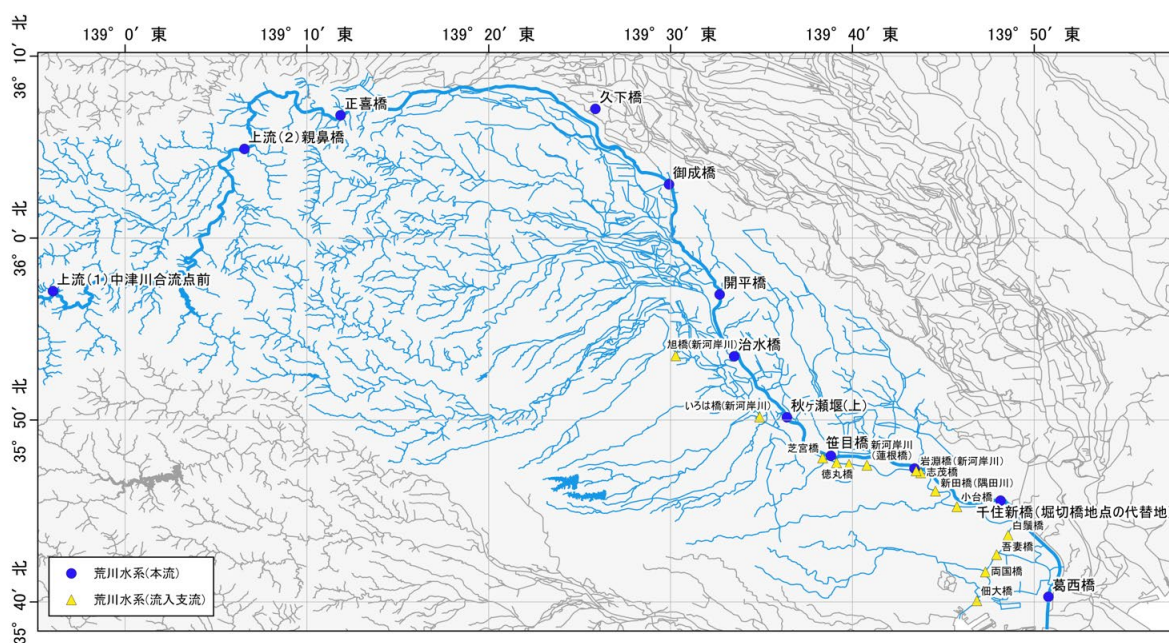 139° 0′ 東
139° 10′ 東
139° 20′ 東
139° 30′ 東
139° 40′ 東
139° 50′ 東
36° 10′ 北
久下橋
正喜橋
上流(2)親鼻橋
御成橋
36° 0′ 北
上流(1)中津川合流点前
開平橋
旭橋(新河岸川)
治水橋
いろは橋(新河岸川)
秋ヶ瀬堰(上)
35° 50′ 北
芝宮橋
笹目橋
新河岸川
(蓮根橋)
徳丸橋
岩淵橋(新河岸川)
志茂橋
新田橋(隅田川)
小台橋
千住新橋(堀切橋地点の代替地
白鬚橋
吾妻橋
両国橋
佃大橋
葛西橋
35° 40′ 北
荒川水系(本流)
荒川水系(流入支流)